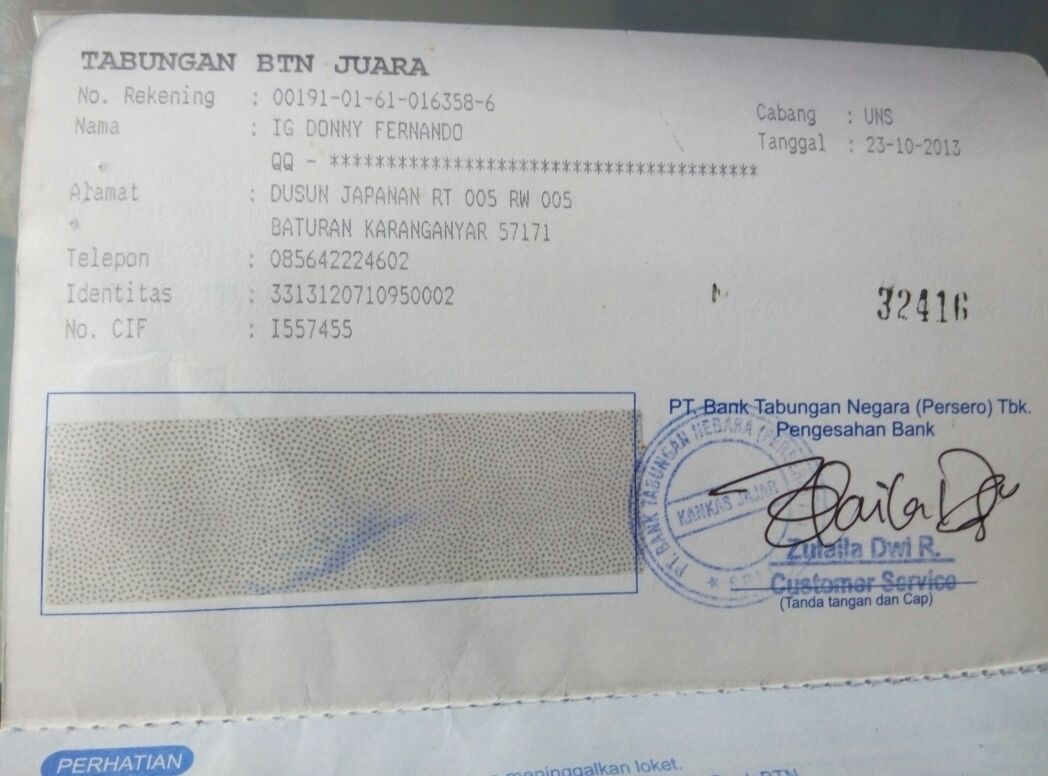 TABUNGAN BTN JUARA
No. Rekening : 00191-01-61-016358-6
Cabang : UNS
Nama : IG DONNY FERNANDO
Tanggal : 23-10-2013
QQ - **************************************
Alamat : DUSUN JAPANAN RT 005 RW 005
BATURAN KARANGANYAR 57171
Telepon : 085642224602
Identitas : 3313120710950002
32416
No. CIF : I557455
PT. Bank Tabungan Negara (Persero) Tbk.
Pengesahan Bank
PT. BANK TABUNGAN NEGARA
KANKAS JAJAR
Zulaila Dwi R.
Customer Service
(Tanda tangan dan Cap)
PERHATIAN
meninggalkan loket.
BTN